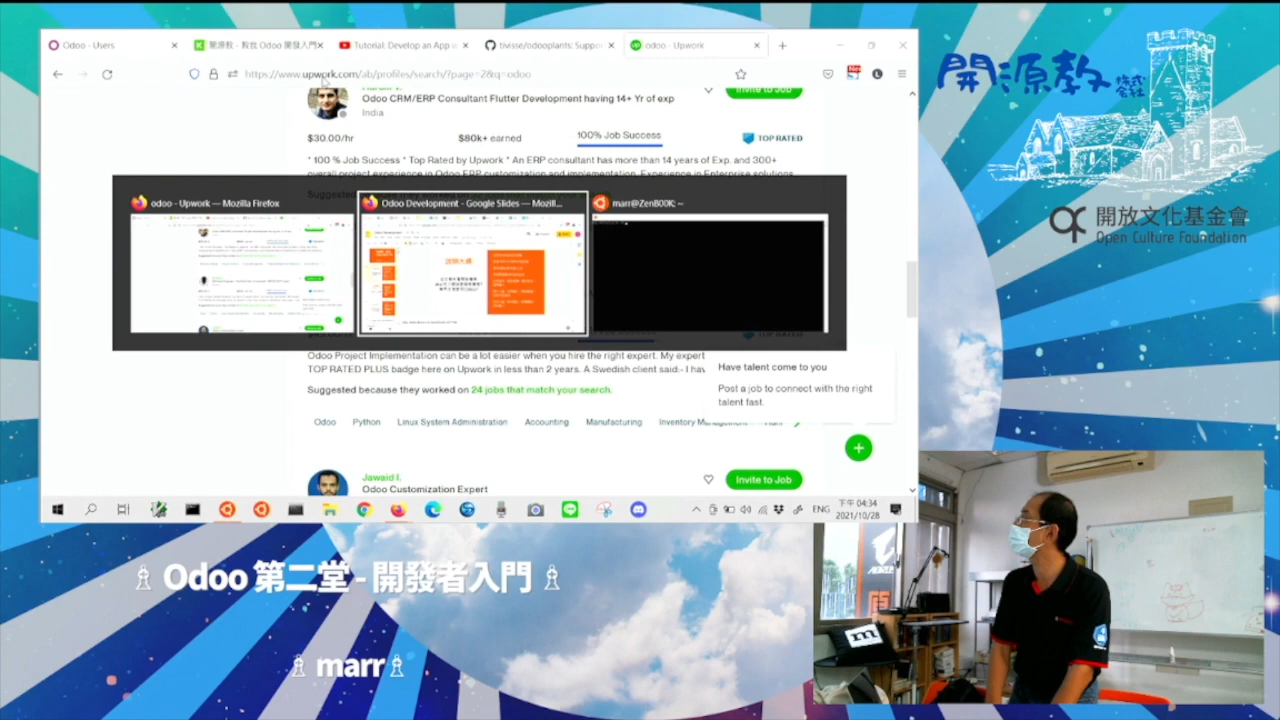 Odoo - Users
開源教 - 教我 Odoo 開發入門
Tutorial: Develop an App
tivisse/odooplants: Suppor
odoo - Upwork
https://www.upwork.com/ab/profiles/search/?page=2&q=odoo
New
Invite to Job
Odoo CRM/ERP Consultant Flutter Development having 14+ Yr of exp
India
$30.00/hr
$80k+ earned
100% Job Success
TOP RATED
* 100 % Job Success * Top Rated by Upwork * An ERP consultant has more than 14 years of Exp. and 300+
overall project experience in Odoo ERP customization and implementation. Experience in Enterprise solutions
odoo - Upwork — Mozilla Firefox
Odoo Development - Google Slides — Mozill...
marr@ZenB00K: ~
TOP RATED
Odoo Project Implementation can be a lot easier when you hire the right expert. My expert
TOP RATED PLUS badge here on Upwork in less than 2 years. A Swedish client said:- I hav
Suggested because they worked on 24 jobs that match your search.
Odoo
Python
Linux System Administration
Accounting
Manufacturing
Inventory Management
Have talent come to you
Post a job to connect with the right
talent fast.
Jawaid I.
Odoo Customization Expert
Invite to Job
ENG
下午 04:34
2021/10/28
開源教 株式
会社
開放文化基金會
Open Culture Foundation
Odoo 第二堂 - 開發者入門
marr
m